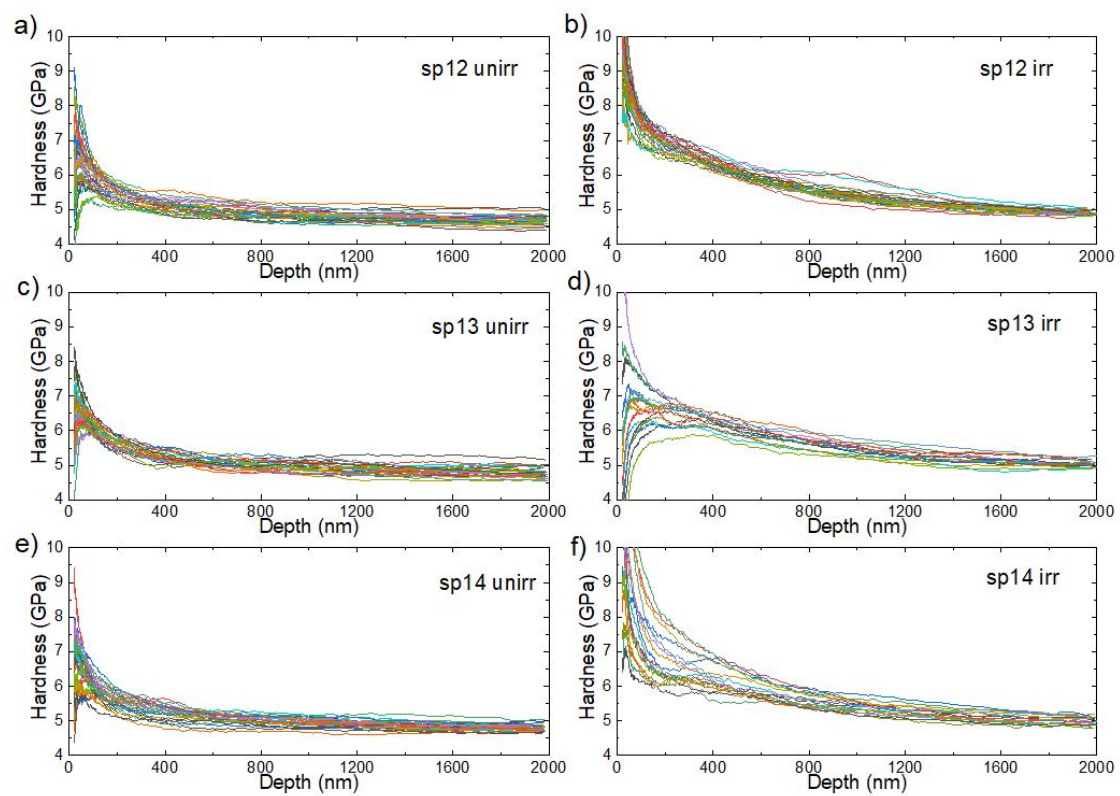 a)
10
9
8
7
6
5
4
Hardness (GPa)
sp12 unirr
0 400 800 1200 1600 2000
Depth (nm)
b)
10
9
8
7
6
5
4
Hardness (GPa)
sp12 irr
0 400 800 1200 1600 2000
Depth (nm)
c)
10
9
8
7
6
5
4
Hardness (GPa)
sp13 unirr
0 400 800 1200 1600 2000
Depth (nm)
d)
10
9
8
7
6
5
4
Hardness (GPa)
sp13 irr
0 400 800 1200 1600 2000
Depth (nm)
e)
10
9
8
7
6
5
4
Hardness (GPa)
sp14 unirr
0 400 800 1200 1600 2000
Depth (nm)
f)
10
9
8
7
6
5
4
Hardness (GPa)
sp14 irr
0 400 800 1200 1600 2000
Depth (nm)